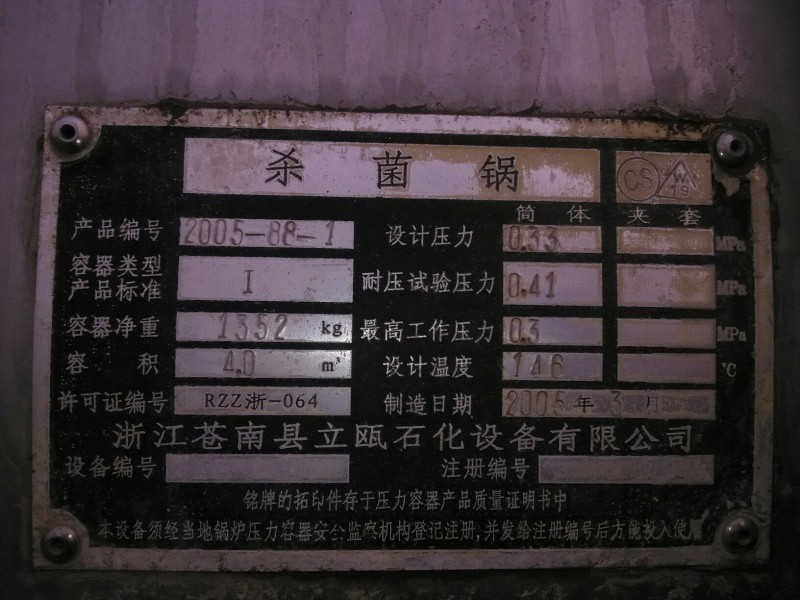 杀菌锅 CS W 19
筒体 夹套
产品编号 2005-88-1 设计压力 0.33 MPa
容器类型
产品标准 I 耐压试验压力 0.41 MPa
容器净重 1352 kg 最高工作压力 0.3 MPa
容积 4.0 m³ 设计温度 146 ℃
许可证编号 RZZ浙-064 制造日期 2005年3月
浙江苍南县立瓯石化设备有限公司
设备编号 注册编号
铭牌的拓印件存于压力容器产品质量证明书中
本设备须经当地锅炉压力容器安全监察机构登记注册,并发给注册编号后方能投入使用